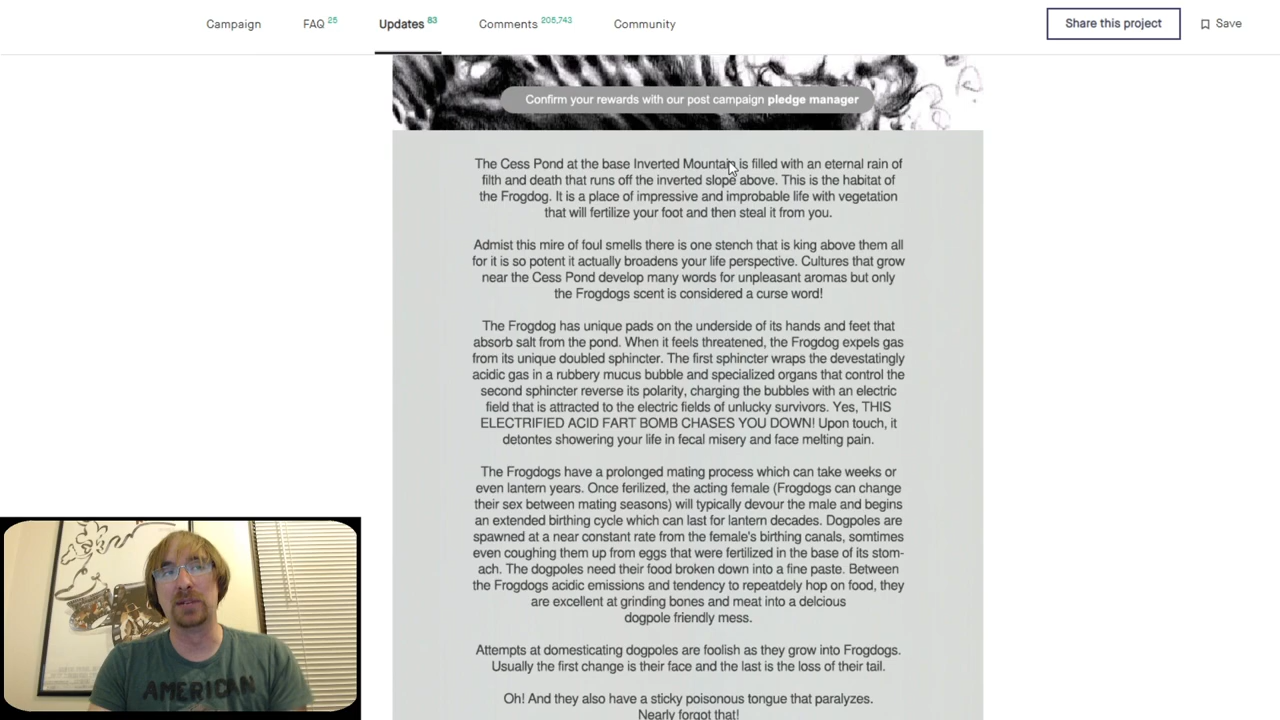 Campaign FAQ 25 Updates 83 Comments 205,743 Community Share this project Save
Confirm your rewards with our post campaign pledge manager
The Cess Pond at the base Inverted Mountain is filled with an eternal rain of
filth and death that runs off the inverted slope above. This is the habitat of
the Frogdog. It is a place of impressive and improbable life with vegetation
that will fertilize your foot and then steal it from you.
Admist this mire of foul smells there is one stench that is king above them all
for it is so potent it actually broadens your life perspective. Cultures that grow
near the Cess Pond develop many words for unpleasant aromas but only
the Frogdogs scent is considered a curse word!
The Frogdog has unique pads on the underside of its hands and feet that
absorb salt from the pond. When it feels threatened, the Frogdog expels gas
from its unique doubled sphincter. The first sphincter wraps the devestatingly
acidic gas in a rubbery mucus bubble and specialized organs that control the
second sphincter reverse its polarity, charging the bubbles with an electric
field that is attracted to the electric fields of unlucky survivors. Yes, THIS
ELECTRIFIED ACID FART BOMB CHASES YOU DOWN! Upon touch, it
detontes showering your life in fecal misery and face melting pain.
The Frogdogs have a prolonged mating process which can take weeks or
even lantern years. Once ferilized, the acting female (Frogdogs can change
their sex between mating seasons) will typically devour the male and begins
an extended birthing cycle which can last for lantern decades. Dogpoles are
spawned at a near constant rate from the female's birthing canals, somtimes
even coughing them up from eggs that were fertilized in the base of its stom-
ach. The dogpoles need their food broken down into a fine paste. Between
the Frogdogs acidic emissions and tendency to repeatdely hop on food, they
are excellent at grinding bones and meat into a delcious
dogpole friendly mess.
Attempts at domesticating dogpoles are foolish as they grow into Frogdogs.
Usually the first change is their face and the last is the loss of their tail.
Oh! And they also have a sticky poisonous tongue that paralyzes.
Nearly forgot that!
AMERICAN